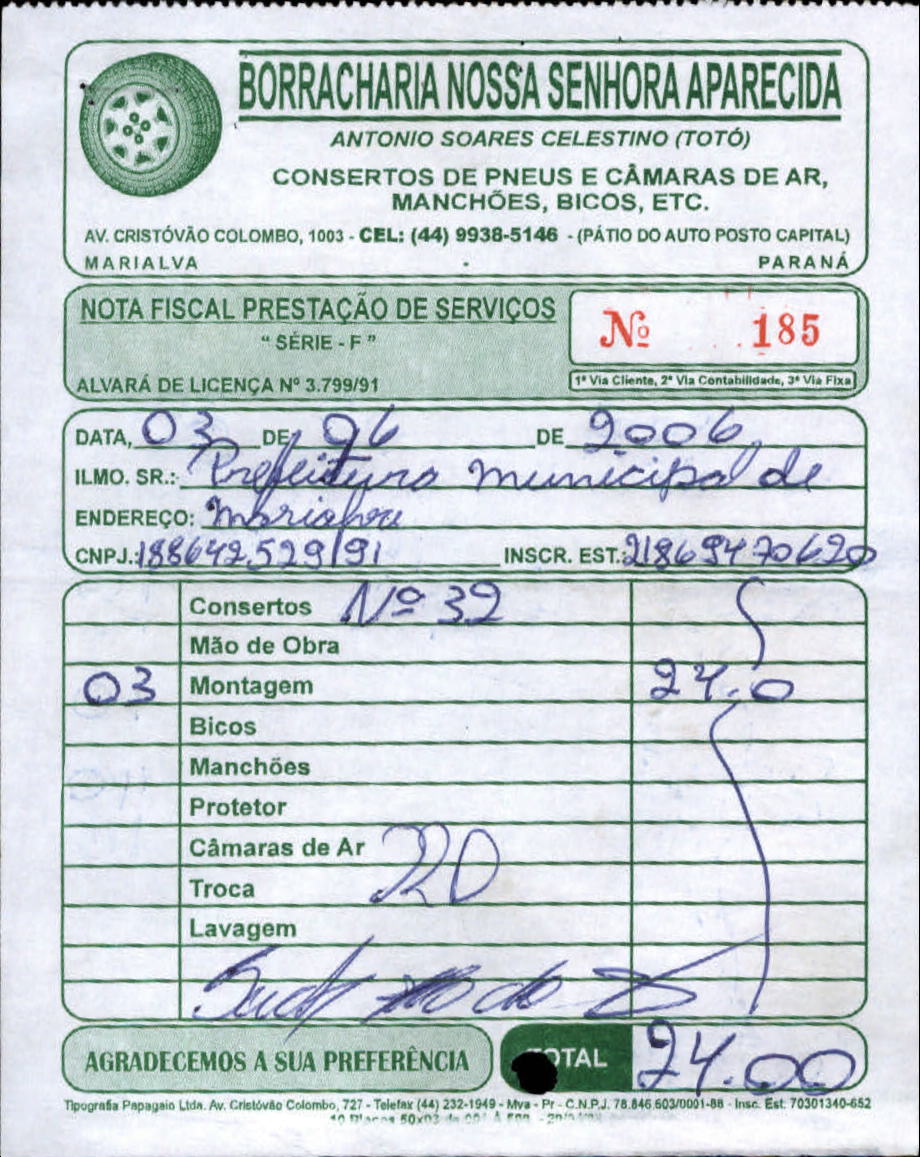 BORRACHARIA NOSSA SENHORA APARECIDA
ANTONIO SOARES CELESTINO (TOTÓ)
CONSERTOS DE PNEUS E CÂMARAS DE AR,
MANCHÕES, BICOS, ETC.
AV. CRISTÓVÃO COLOMBO, 1003 - CEL: (44) 9938-5146 - (PÁTIO DO AUTO POSTO CAPITAL)
MARIALVA PARANÁ
NOTA FISCAL PRESTAÇÃO DE SERVIÇOS
" SÉRIE - F "
Nº 185
ALVARÁ DE LICENÇA Nº 3.799/91
1ª Via Cliente, 2ª Via Contabilidade, 3ª Via Fixa
DATA, 03 DE 06 DE 2006
ILMO. SR.: Prefeitura municipal de
ENDEREÇO: Marialva
CNPJ.: 188642529/91 INSCR. EST.: 21869470620
Consertos Nº 32
Mão de Obra
03 Montagem 24.0
Bicos
Manchões
Protetor
Câmaras de Ar
Troca
Lavagem
AGRADECEMOS A SUA PREFERÊNCIA
TOTAL 24.00
Tipografia Papagaio Ltda. Av. Cristóvão Colombo, 727 - Telefax (44) 232-1949 - Mva - Pr - C.N.P.J. 78.846.603/0001-88 - Insc. Est. 70301340-652